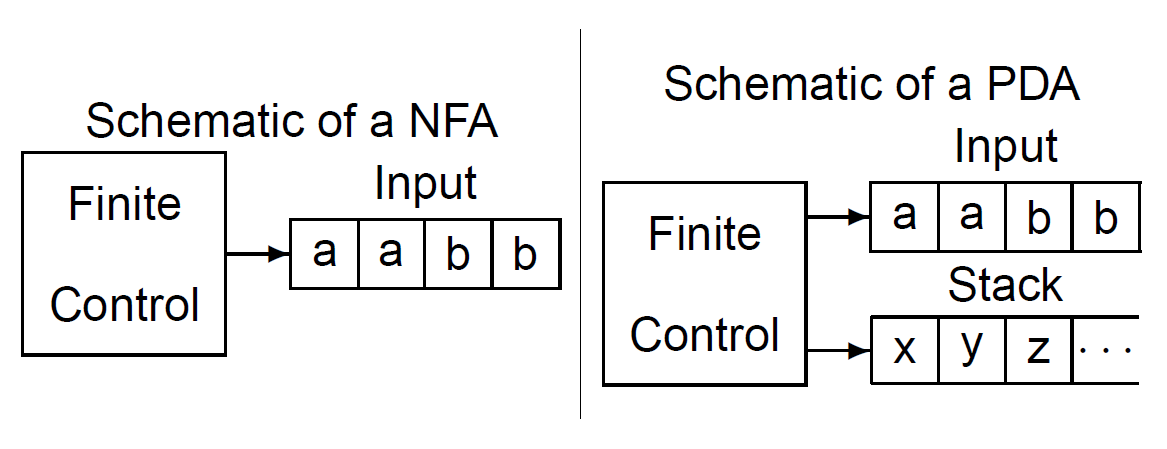 Schematic of a NFA
Finite
Control
Input
a a b b
Schematic of a PDA
Finite
Control
Input
a a b b
Stack
x y z ...